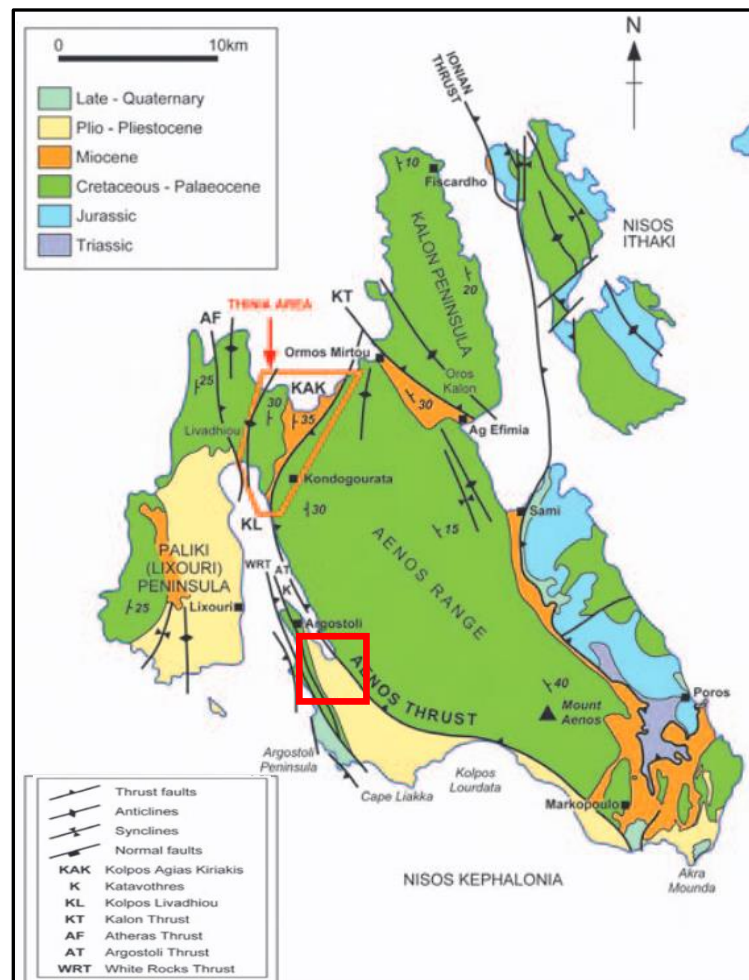 0 10km
N
Late - Quaternary
Plio - Pliestocene
Miocene
Cretaceous - Palaeocene
Jurassic
Triassic
IONIAN
THRUST
10
Fiscardho
KALON PENINSULA
NISOS
ITHAKI
20
KT
THINIA AREA
AF
Ormos Mirtou
Oros
Kalon
KAK
25
30
35
30
Livadhiou
Ag Efimia
Kondogourata
KL
30
15
Sami
PALIKI
(LIXOURI)
PENINSULA
WRT
AT
K
AENOS RANGE
25
Lixouri
Argostoli
AENOS THRUST
40
Mount
Aenos
Poros
Argostoli
Peninsula
Cape Liakka
Kolpos
Lourdata
Markopoulo
Akra
Mounda
NISOS KEPHALONIA
Thrust faults
Anticlines
Synclines
Normal faults
KAK Kolpos Agias Kiriakis
K Katavothres
KL Kolpos Livadhiou
KT Kalon Thrust
AF Atheras Thrust
AT Argostoli Thrust
WRT White Rocks Thrust